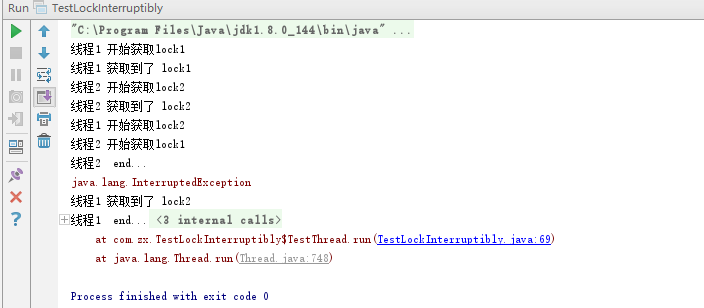 Run TestLockInterruptibly
"C:\Program Files\Java\jdk1.8.0_144\bin\java" ...
线程1 开始获取lock1
线程1 获取到了 lock1
线程2 开始获取lock2
线程2 获取到了 lock2
线程1 开始获取lock2
线程2 开始获取lock1
线程2  end...
java.lang.InterruptedException
线程1 获取到了 lock2
线程1  end... <3 internal calls>
at com.zx.TestLockInterruptibly$TestThread.run(TestLockInterruptibly.java:69)
at java.lang.Thread.run(Thread.java:748)
Process finished with exit code 0